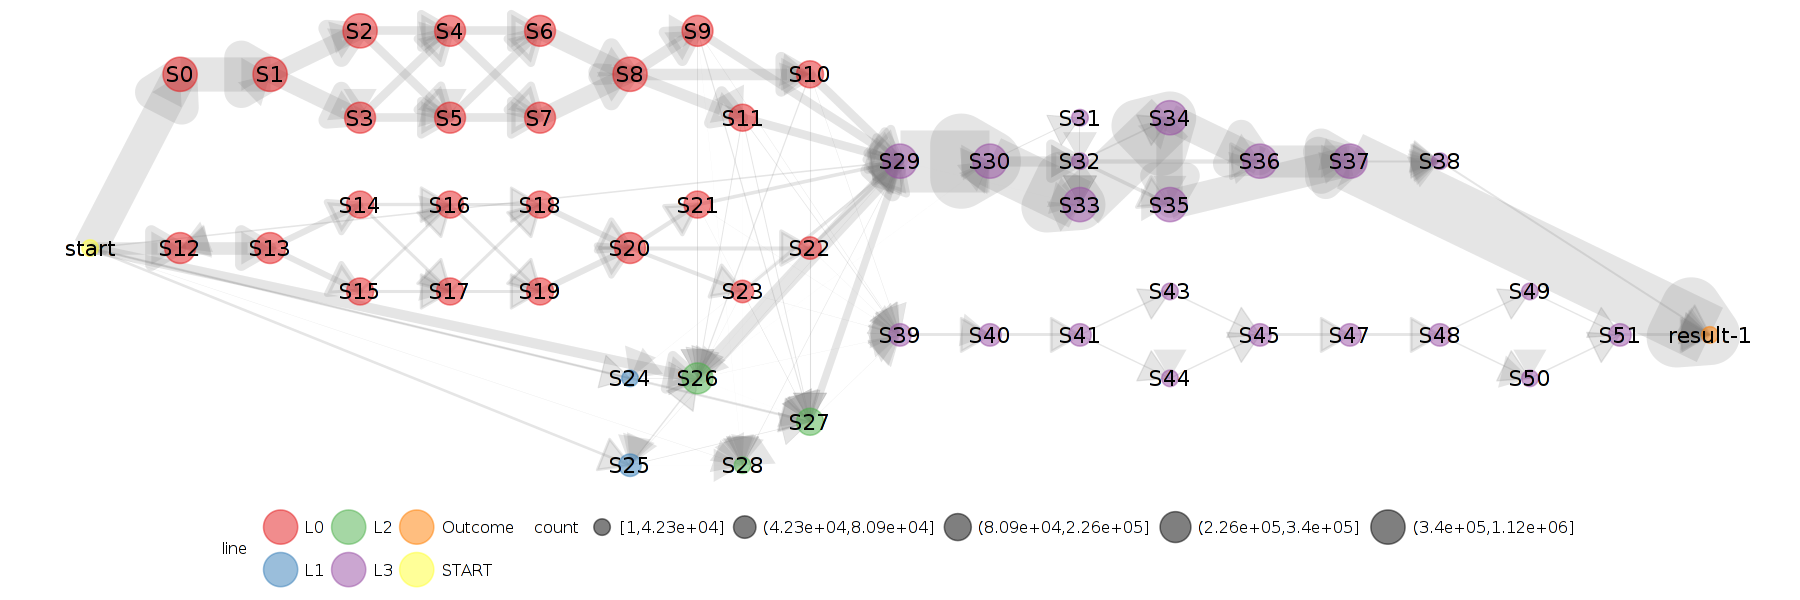 S2 S4 S6 S9
S0 S1 S8 S10
S3 S5 S7 S11 S31 S34
S29 S30 S32 S36 S37 S38
S14 S16 S18 S21 S33 S35
start S12 S13 S20 S22
S15 S17 S19 S23 S43 S49
S39 S40 S41 S45 S47 S48 S51 result-1
S24 S26 S44 S50
S27
S25 S28
line L0 L2 Outcome count [1,4.23e+04] (4.23e+04,8.09e+04] (8.09e+04,2.26e+05] (2.26e+05,3.4e+05] (3.4e+05,1.12e+06]
L1 L3 START